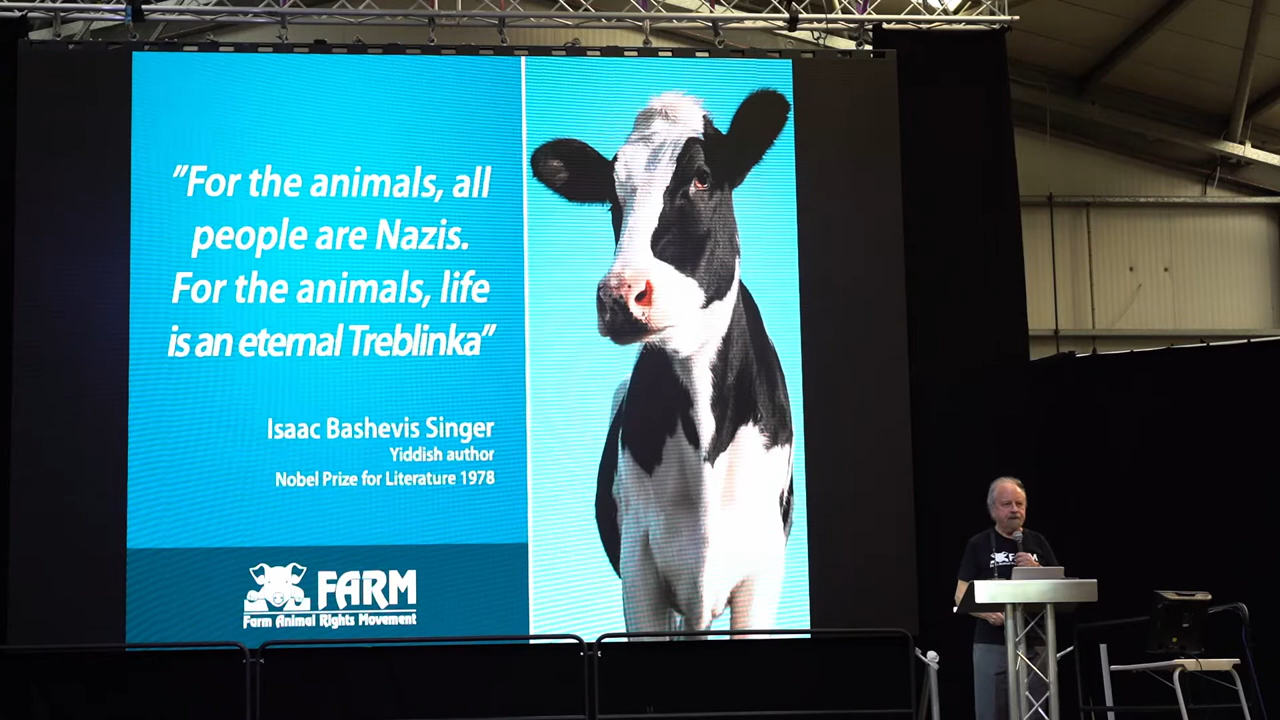 "For the animals, all
people are Nazis.
For the animals, life
is an eternal Treblinka"
Isaac Bashevis Singer
Yiddish author
Nobel Prize for Literature 1978
FARM
Farm Animal Rights Movement